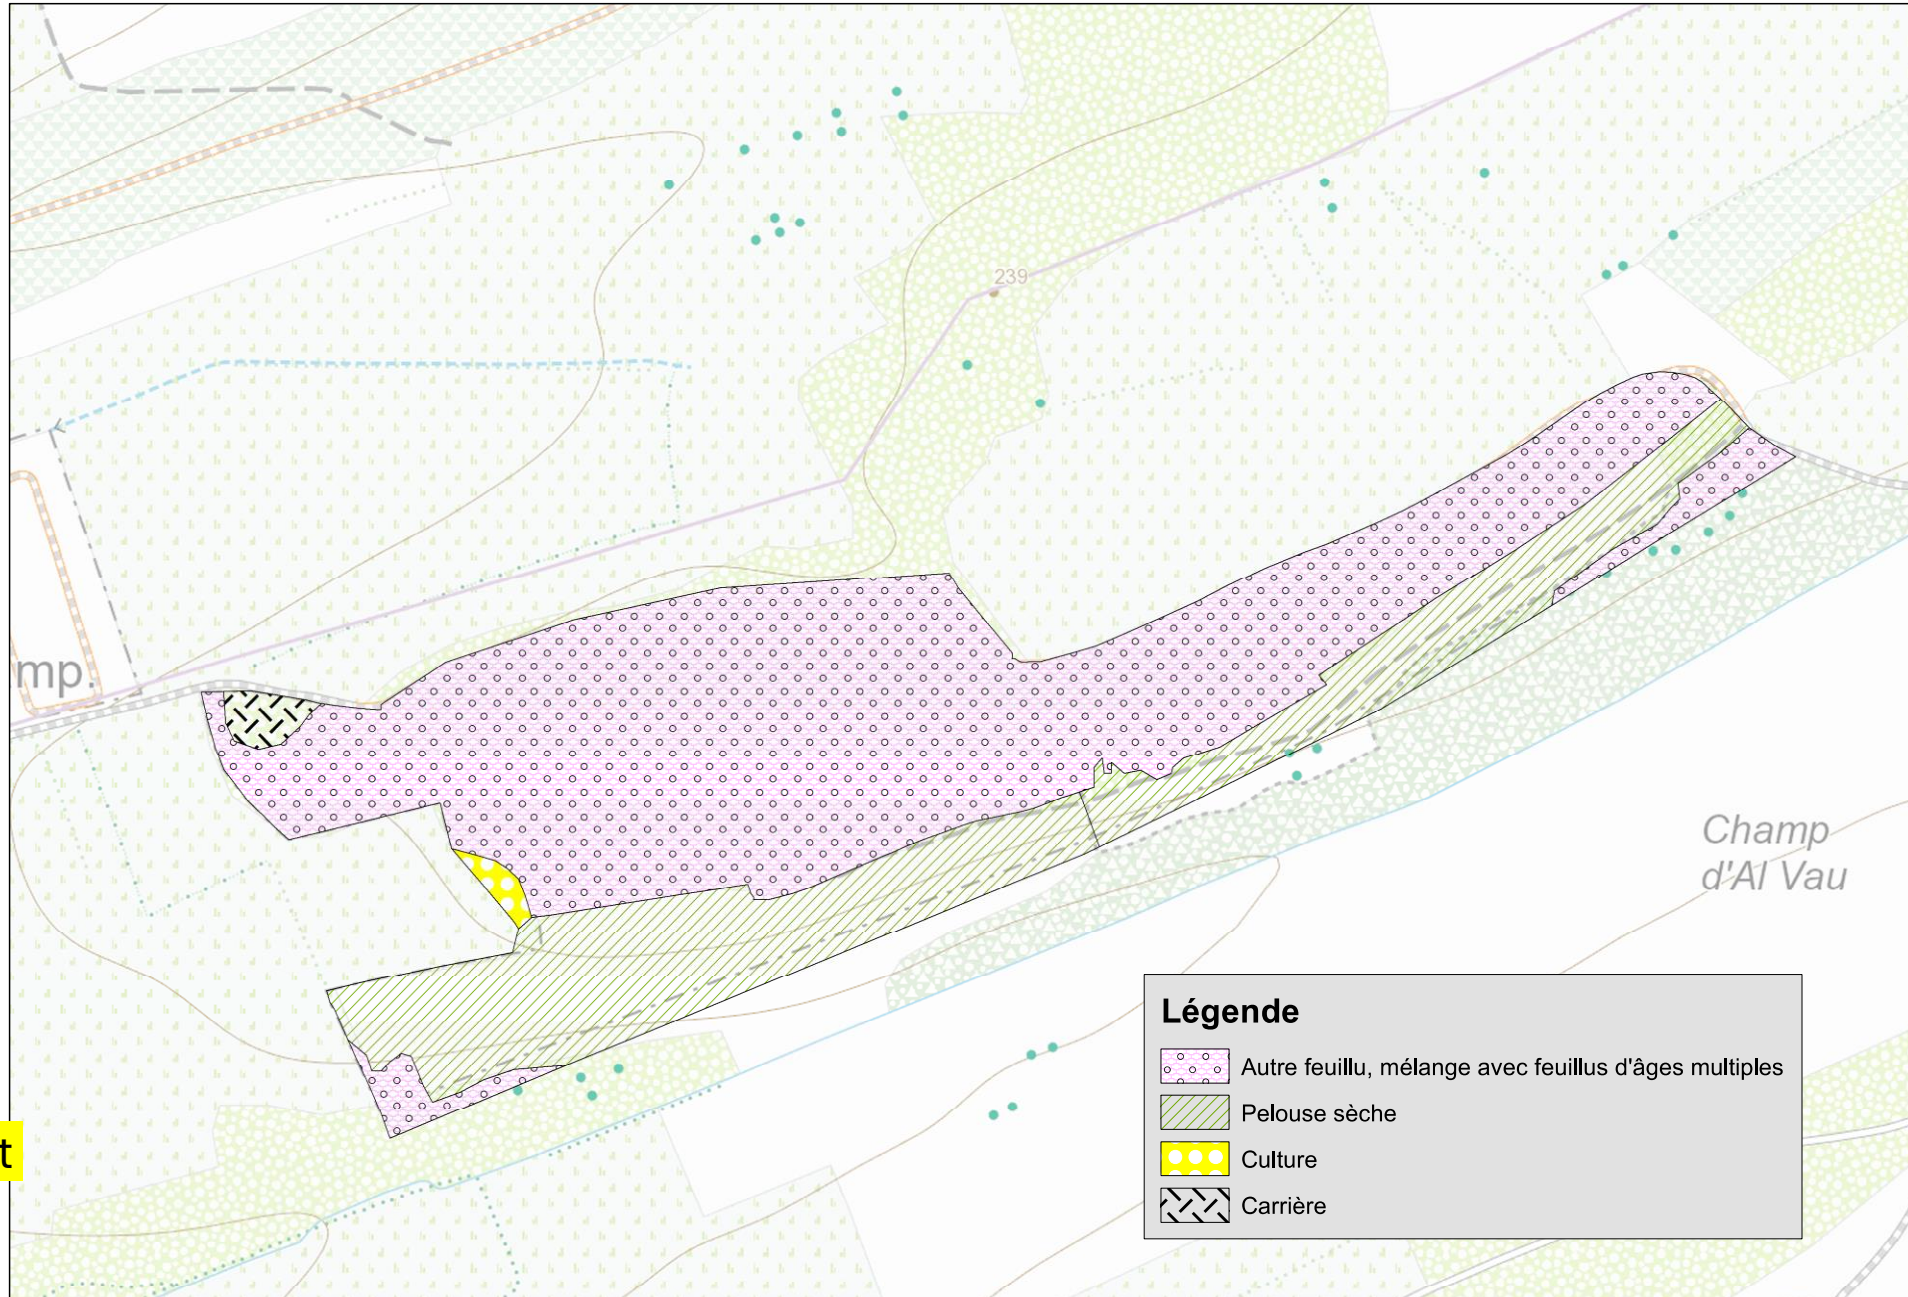 239
mp.
Champ
d'Al Vau
t
Légende
Autre feuillu, mélange avec feuillus d'âges multiples
Pelouse sèche
Culture
Carrière